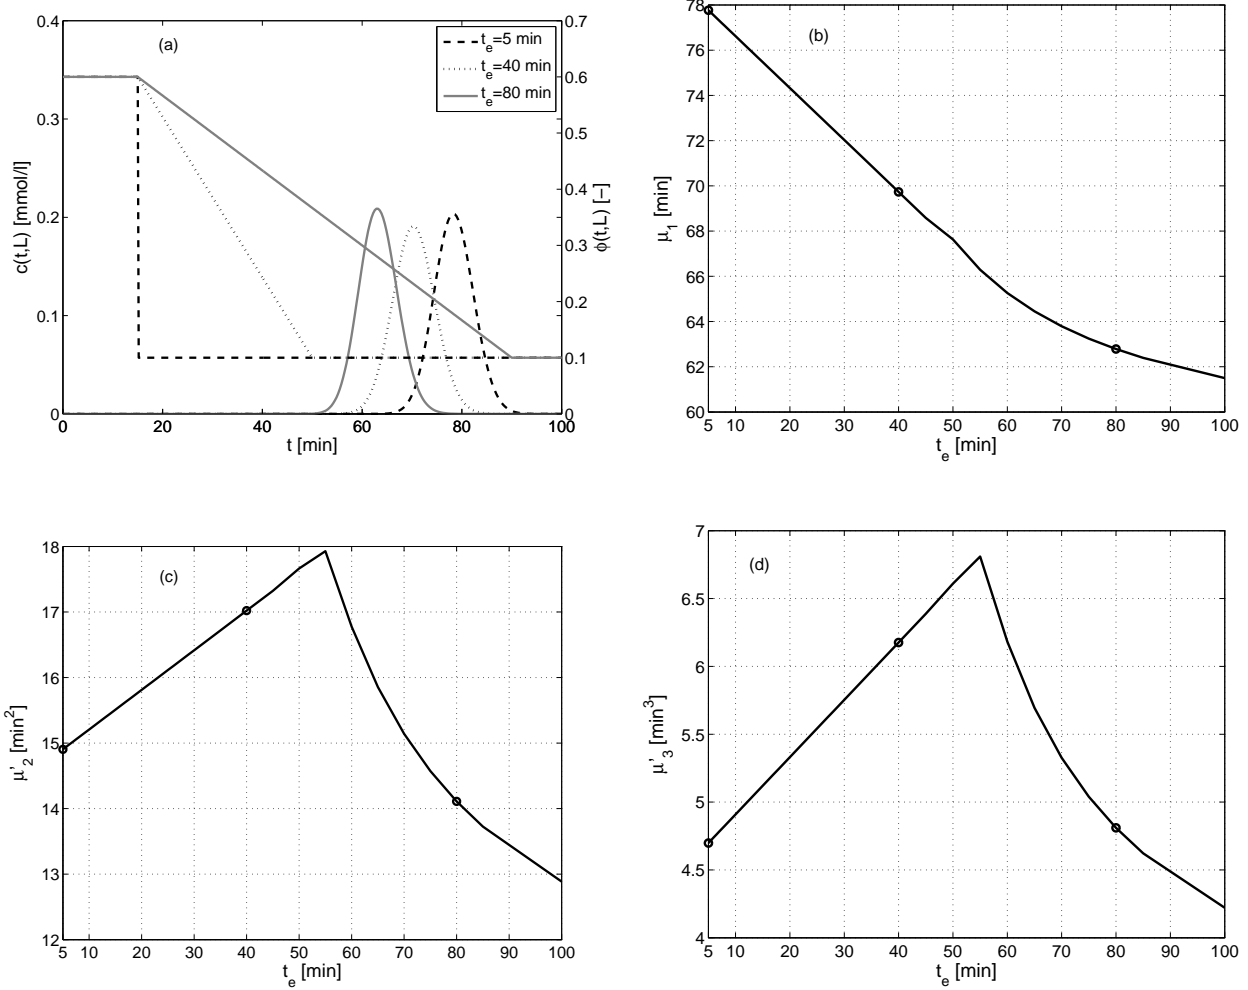 (a)
t_e=5 min
t_e=40 min
t_e=80 min
0.4
0.3
0.2
0.1
0
0.7
0.6
0.5
0.4
0.3
0.2
0.1
0
c(t,L) [mmol/l]
ϕ(t,L) [−]
0 20 40 60 80 100
t [min]
(b)
78
76
78
72
70
68
66
64
62
60
μ_1 [min]
5 10 20 30 40 50 60 70 80 90 100
t_e [min]
(c)
18
17
16
15
14
13
12
μ'_2 [min^2]
5 10 20 30 40 50 60 70 80 90 100
t_e [min]
(d)
7
6.5
6
5.5
5
4.5
4
μ'_3 [min^3]
5 10 20 30 40 50 60 70 80 90 100
t_e [min]